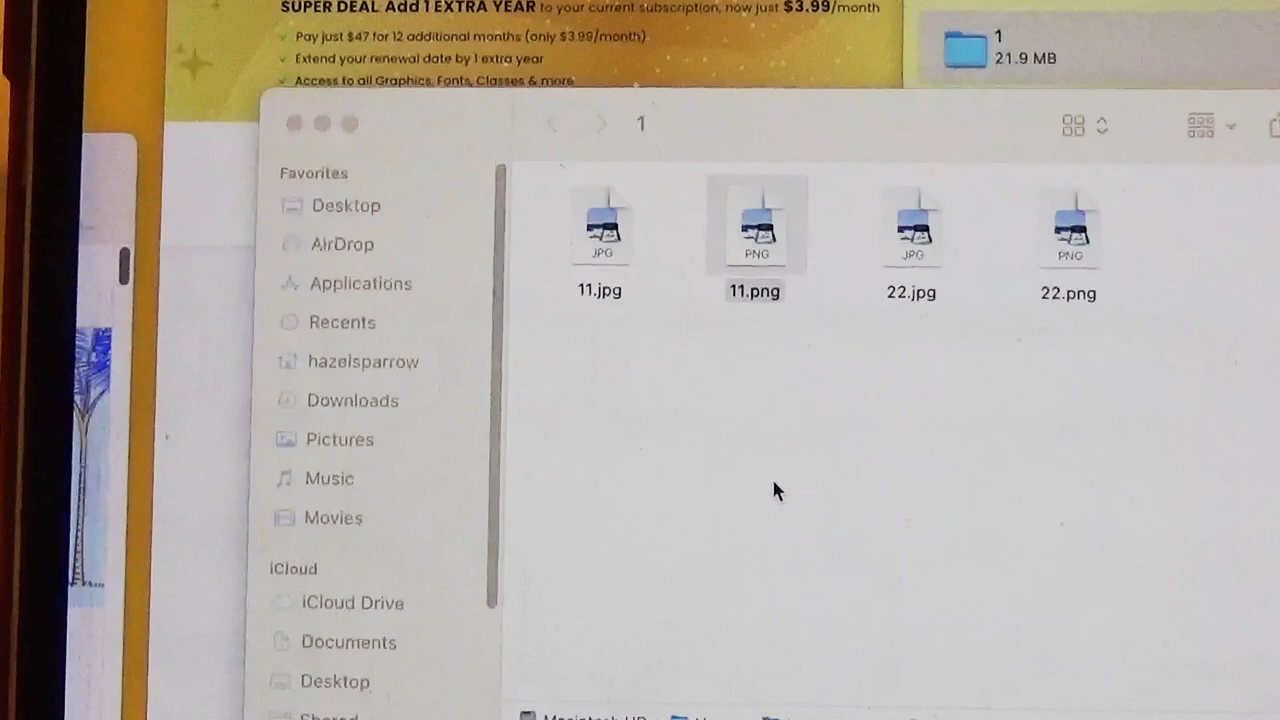 SUPER DEAL Add 1 EXTRA YEAR to your current subscription, now just $3.99/month
Pay just $47 for 12 additional months (only $3.99/month)
Extend your renewal date by 1 extra year
Access to all Graphics, Fonts, Classes & more
1
21.9 MB
1
Favorites
Desktop
AirDrop
Applications
Recents
hazelsparrow
Downloads
Pictures
Music
Movies
iCloud
iCloud Drive
Documents
Desktop
Shared
JPG
PNG
JPG
PNG
11.jpg
11.png
22.jpg
22.png
Macintosh HD